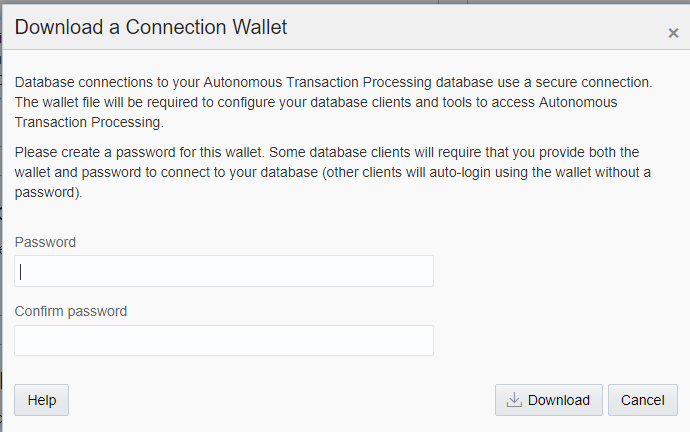 Download a Connection Wallet
×
Database connections to your Autonomous Transaction Processing database use a secure connection.
The wallet file will be required to configure your database clients and tools to access Autonomous
Transaction Processing.
Please create a password for this wallet. Some database clients will require that you provide both the
wallet and password to connect to your database (other clients will auto-login using the wallet without a
password).
Password
Confirm password
Help
Download
Cancel